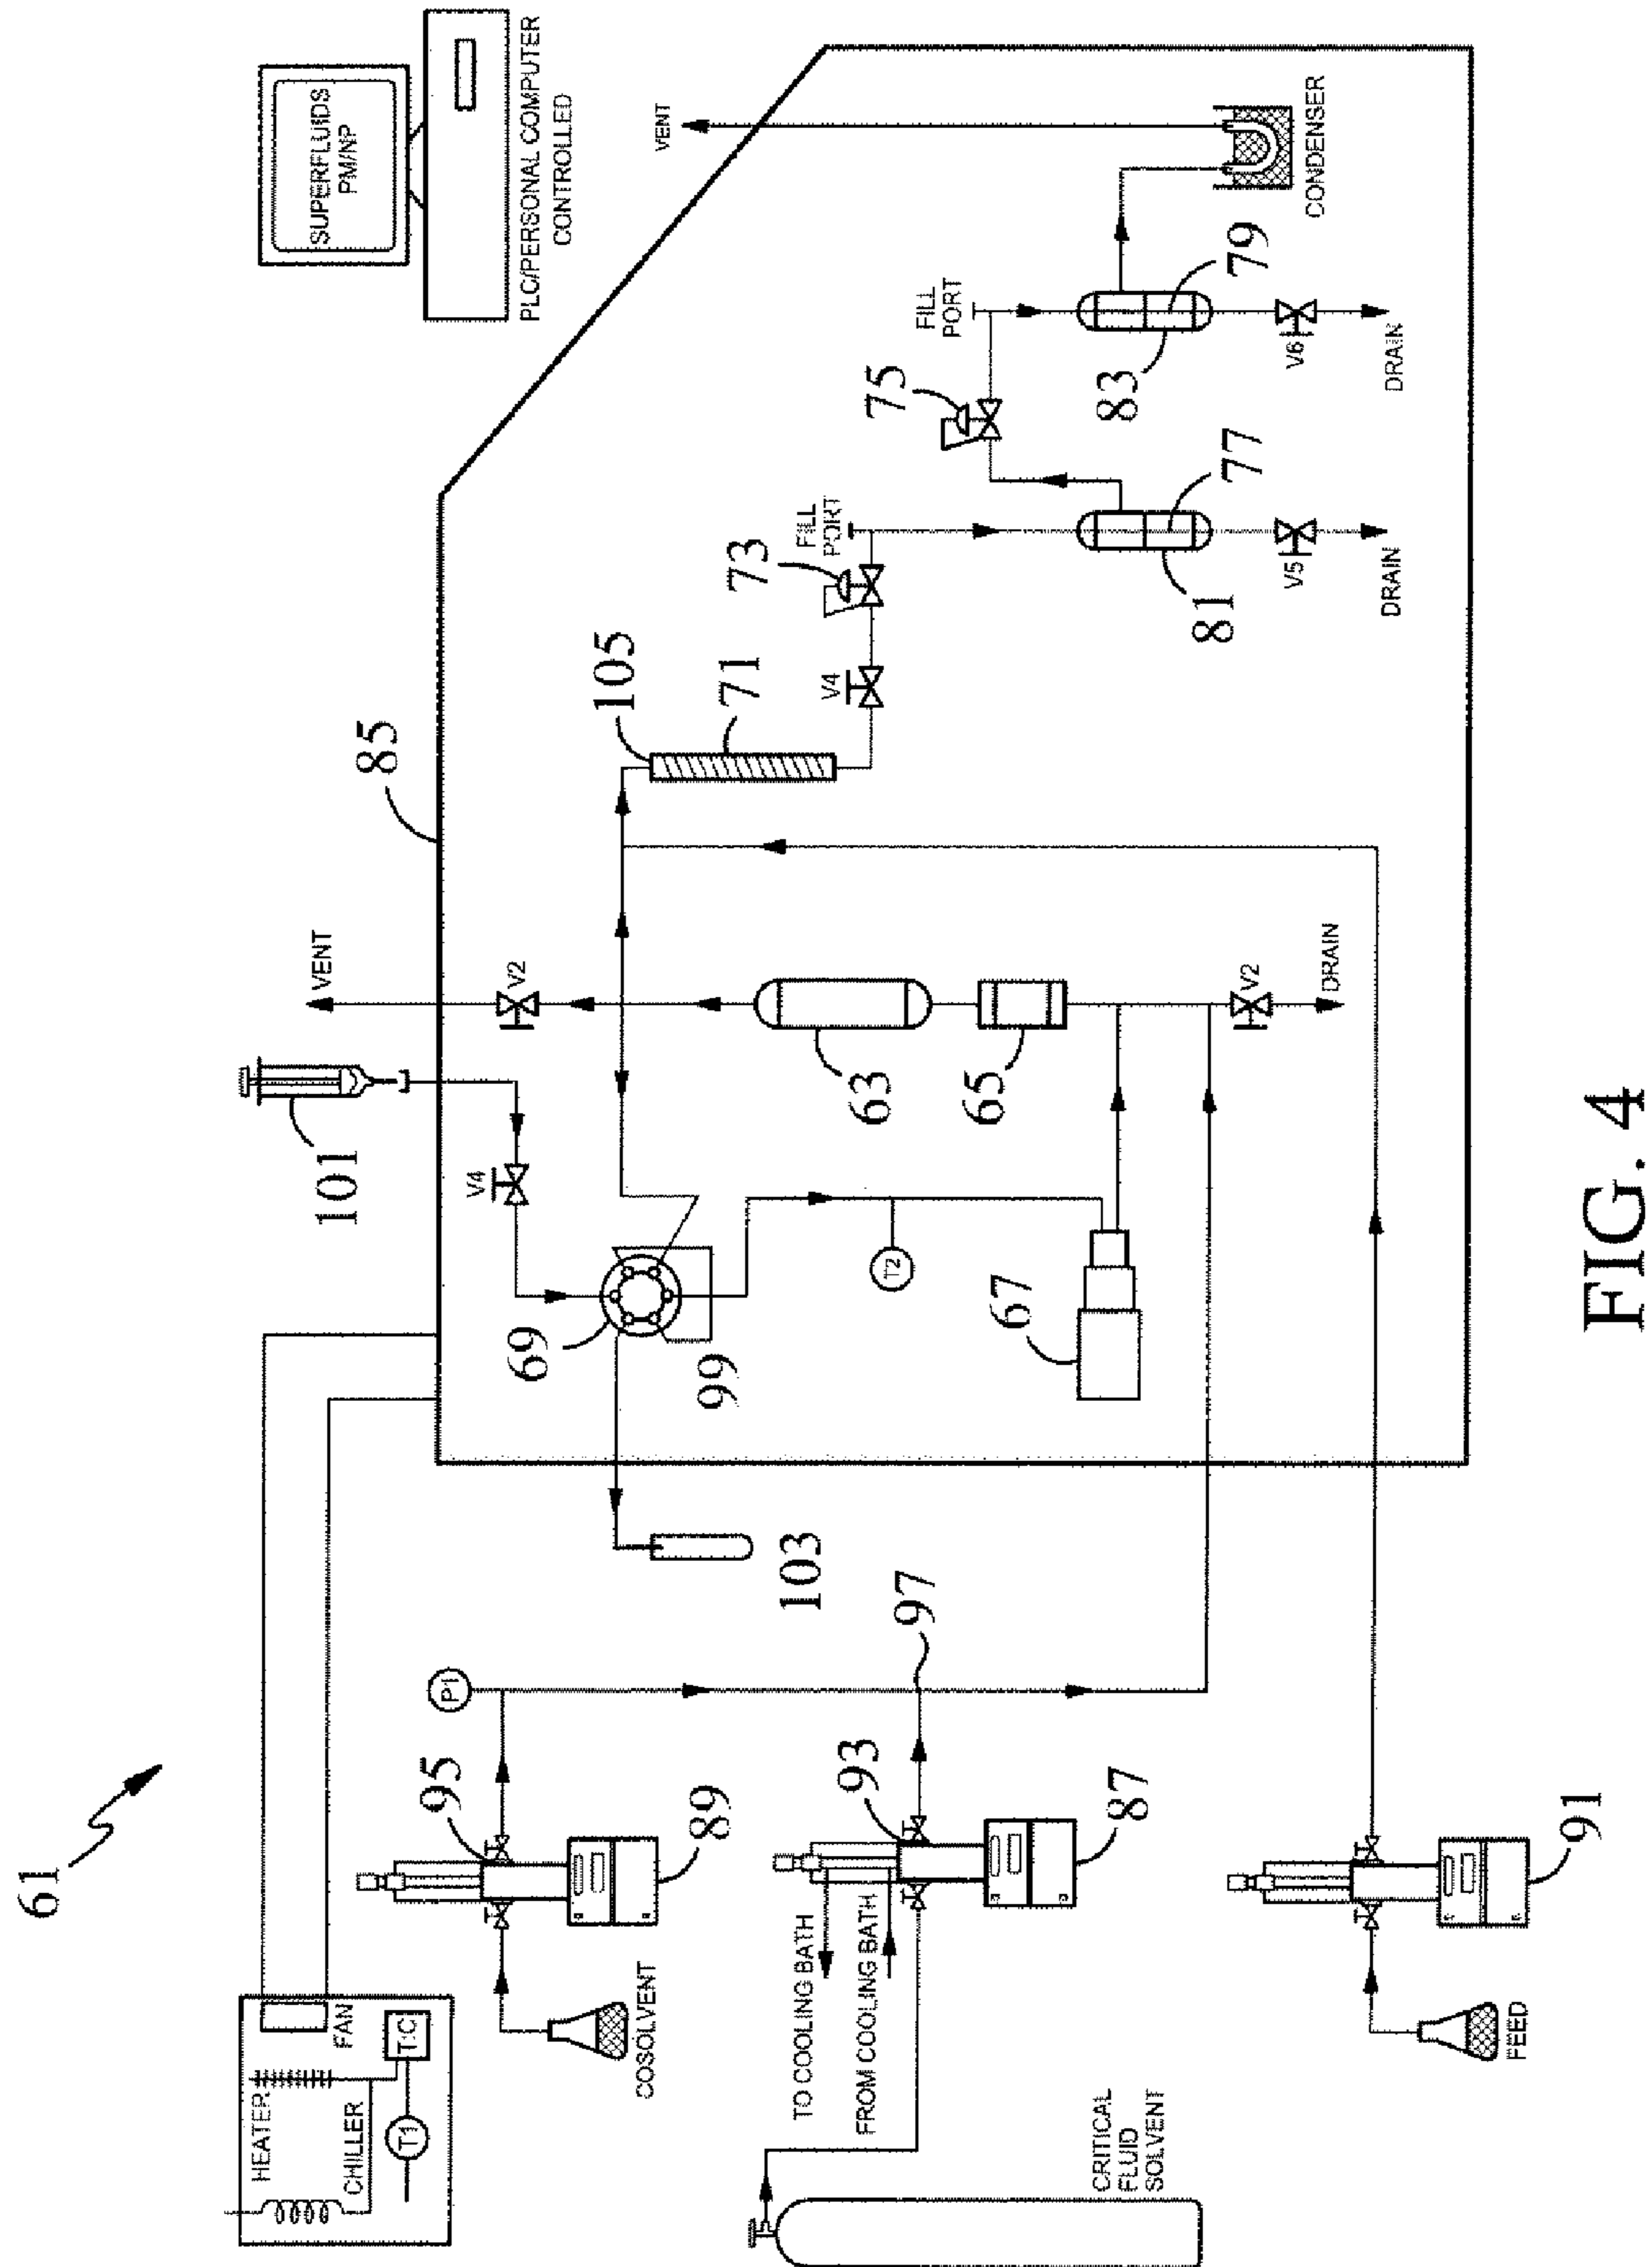 61
HEATER
CHILLER
FAN
T1
T:C
101
VENT
85
SUPERFLUIDS
PM/NP
PLC/PERSONAL COMPUTER
CONTROLLED
COSOLVENT
95
89
P1
V4
V2
69
99
103
T2
105
71
V4
73
FILL
PORT
75
FILL
PORT
VENT
TO COOLING BATH
FROM COOLING BATH
93
87
97
67
63
65
V2
DRAIN
81
77
V5
DRAIN
83
79
V6
DRAIN
CONDENSER
CRITICAL
FLUID
SOLVENT
FEED
91
FIG. 4